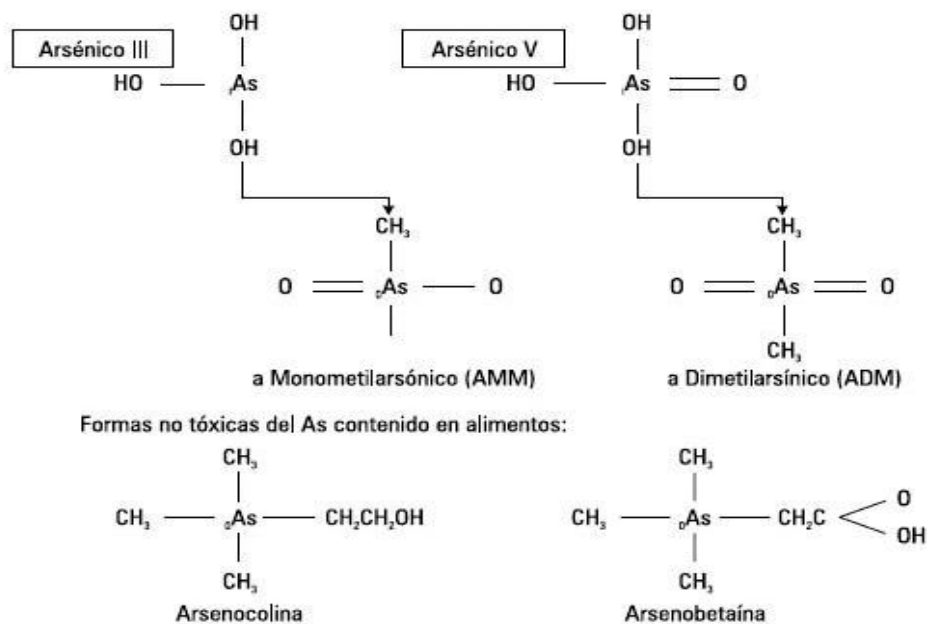 OH OH
Arsénico III Arsénico V
HO As HO As O
OH OH
CH₃ CH₃
O As O O As O
CH₃
a Monometilarsónico (AMM) a Dimetilarsínico (ADM)
Formas no tóxicas del As contenido en alimentos:
CH₃ CH₃
CH₃ As CH₂CH₂OH CH₃ As CH₂C O
OH
CH₃ CH₃
Arsenocolina Arsenobetaína